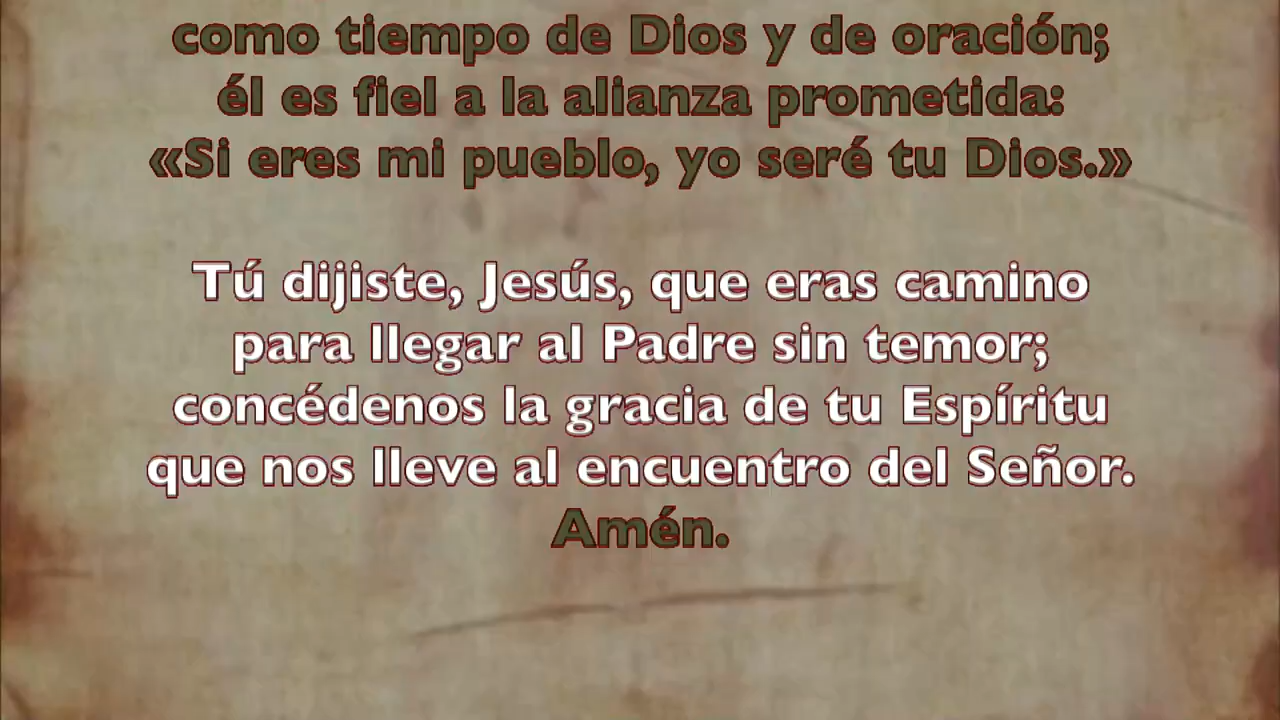 como tiempo de Dios y de oración;
él es fiel a la alianza prometida:
«Si eres mi pueblo, yo seré tu Dios.»
Tú dijiste, Jesús, que eras camino
para llegar al Padre sin temor;
concédenos la gracia de tu Espíritu
que nos lleve al encuentro del Señor.
Amén.